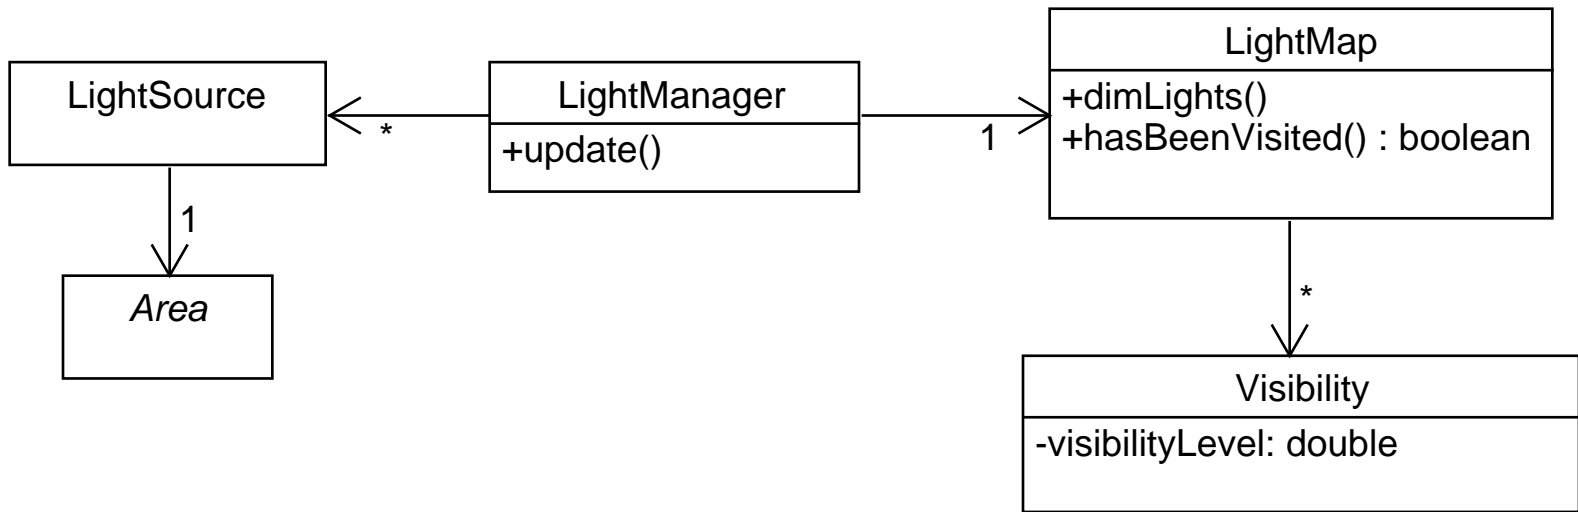 LightMap
+dimLights()
+hasBeenVisited() : boolean
LightSource
LightManager
+update()
*
1
1
Area
*
Visibility
-visibilityLevel: double